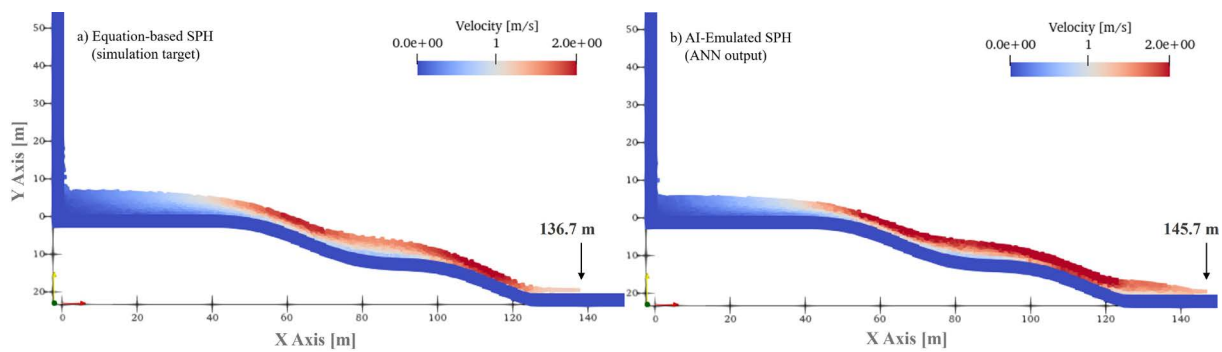 a) Equation-based SPH
(simulation target)
Velocity [m/s]
0.0e+00 1 2.0e+00
50
40
30
20
10
0
10
20
Y Axis [m]
136.7 m
0 20 40 60 80 100 120 140
X Axis [m]
b) AI-Emulated SPH
(ANN output)
Velocity [m/s]
0.0e+00 1 2.0e+00
50
40
30
20
10
0
10
20
145.7 m
0 20 40 60 80 100 120 140
X Axis [m]